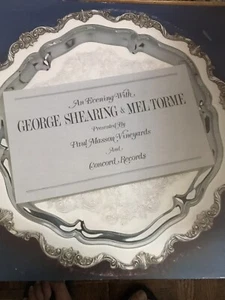 An Evening With
GEORGE SHEARING & MEL TORMÉ
Presented By
Paul Masson Vineyards
And
Concord Records